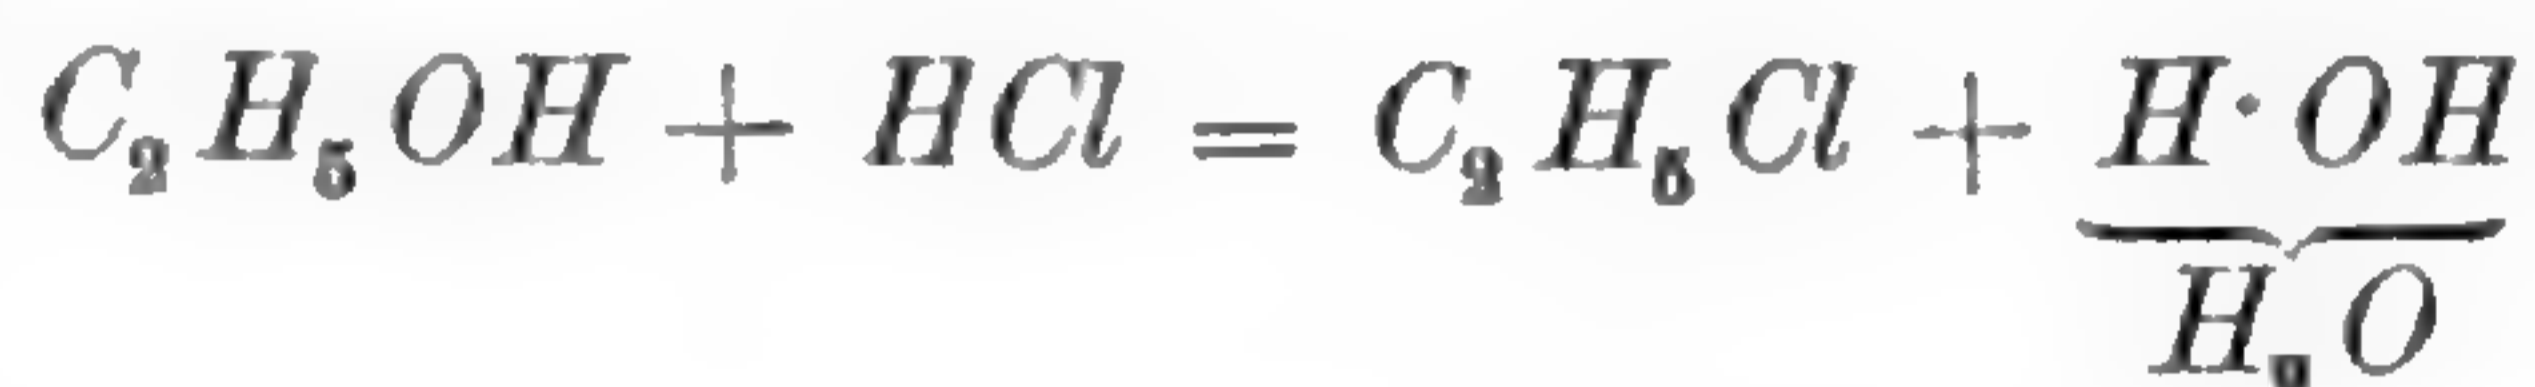 C₂H₅OH + HCl = C₂H₅Cl + H·OH
H₂O